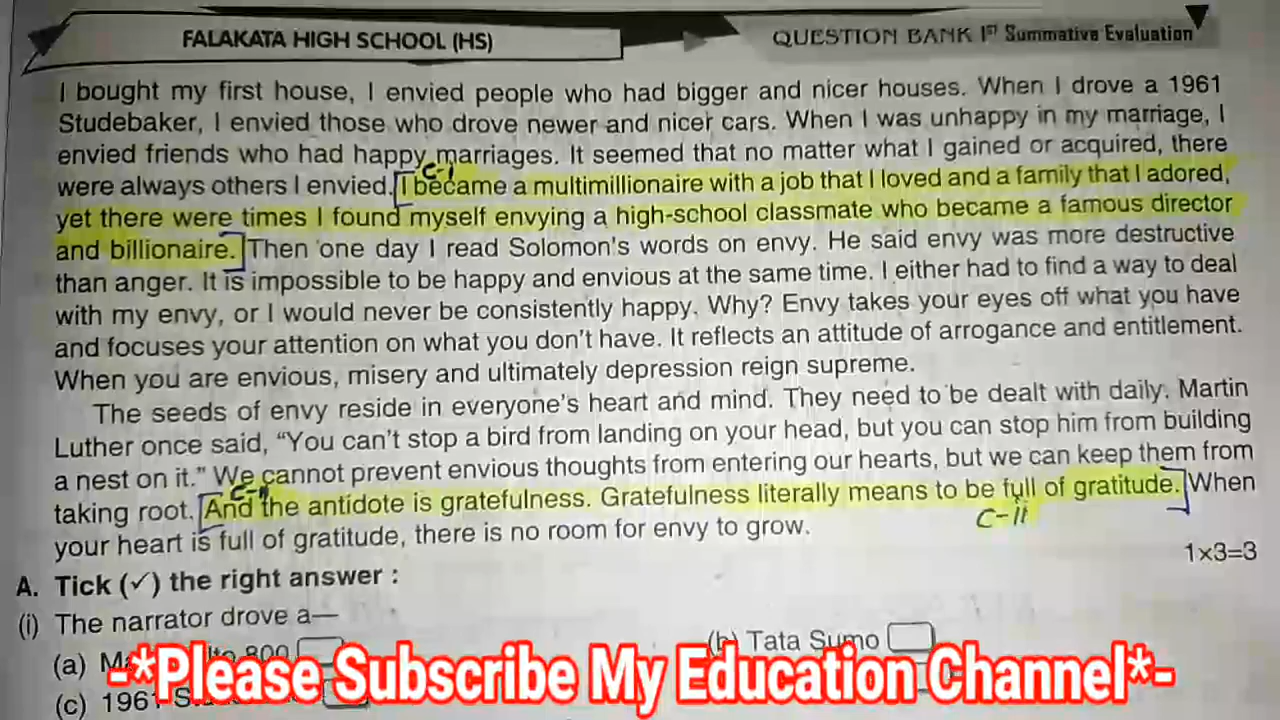 FALAKATA HIGH SCHOOL (HS)
QUESTION BANK 1ST Summative Evaluation
I bought my first house, I envied people who had bigger and nicer houses. When I drove a 1961
Studebaker, I envied those who drove newer and nicer cars. When I was unhappy in my marriage, I
envied friends who had happy marriages. It seemed that no matter what I gained or acquired, there
C-I
were always others I envied. I became a multimillionaire with a job that I loved and a family that I adored,
yet there were times I found myself envying a high-school classmate who became a famous director
and billionaire. Then one day I read Solomon's words on envy. He said envy was more destructive
than anger. It is impossible to be happy and envious at the same time. I either had to find a way to deal
with my envy, or I would never be consistently happy. Why? Envy takes your eyes off what you have
and focuses your attention on what you don't have. It reflects an attitude of arrogance and entitlement.
When you are envious, misery and ultimately depression reign supreme.
The seeds of envy reside in everyone's heart and mind. They need to be dealt with daily. Martin
Luther once said, "You can't stop a bird from landing on your head, but you can stop him from building
a nest on it." We cannot prevent envious thoughts from entering our hearts, but we can keep them from
C-II
taking root. And the antidote is gratefulness. Gratefulness literally means to be full of gratitude. When
C-II
your heart is full of gratitude, there is no room for envy to grow.
1×3=3
A. Tick (✓) the right answer :
(i) The narrator drove a—
(a) 800
(b) Tata Sumo
(c) 1961
-*Please Subscribe My Education Channel*-